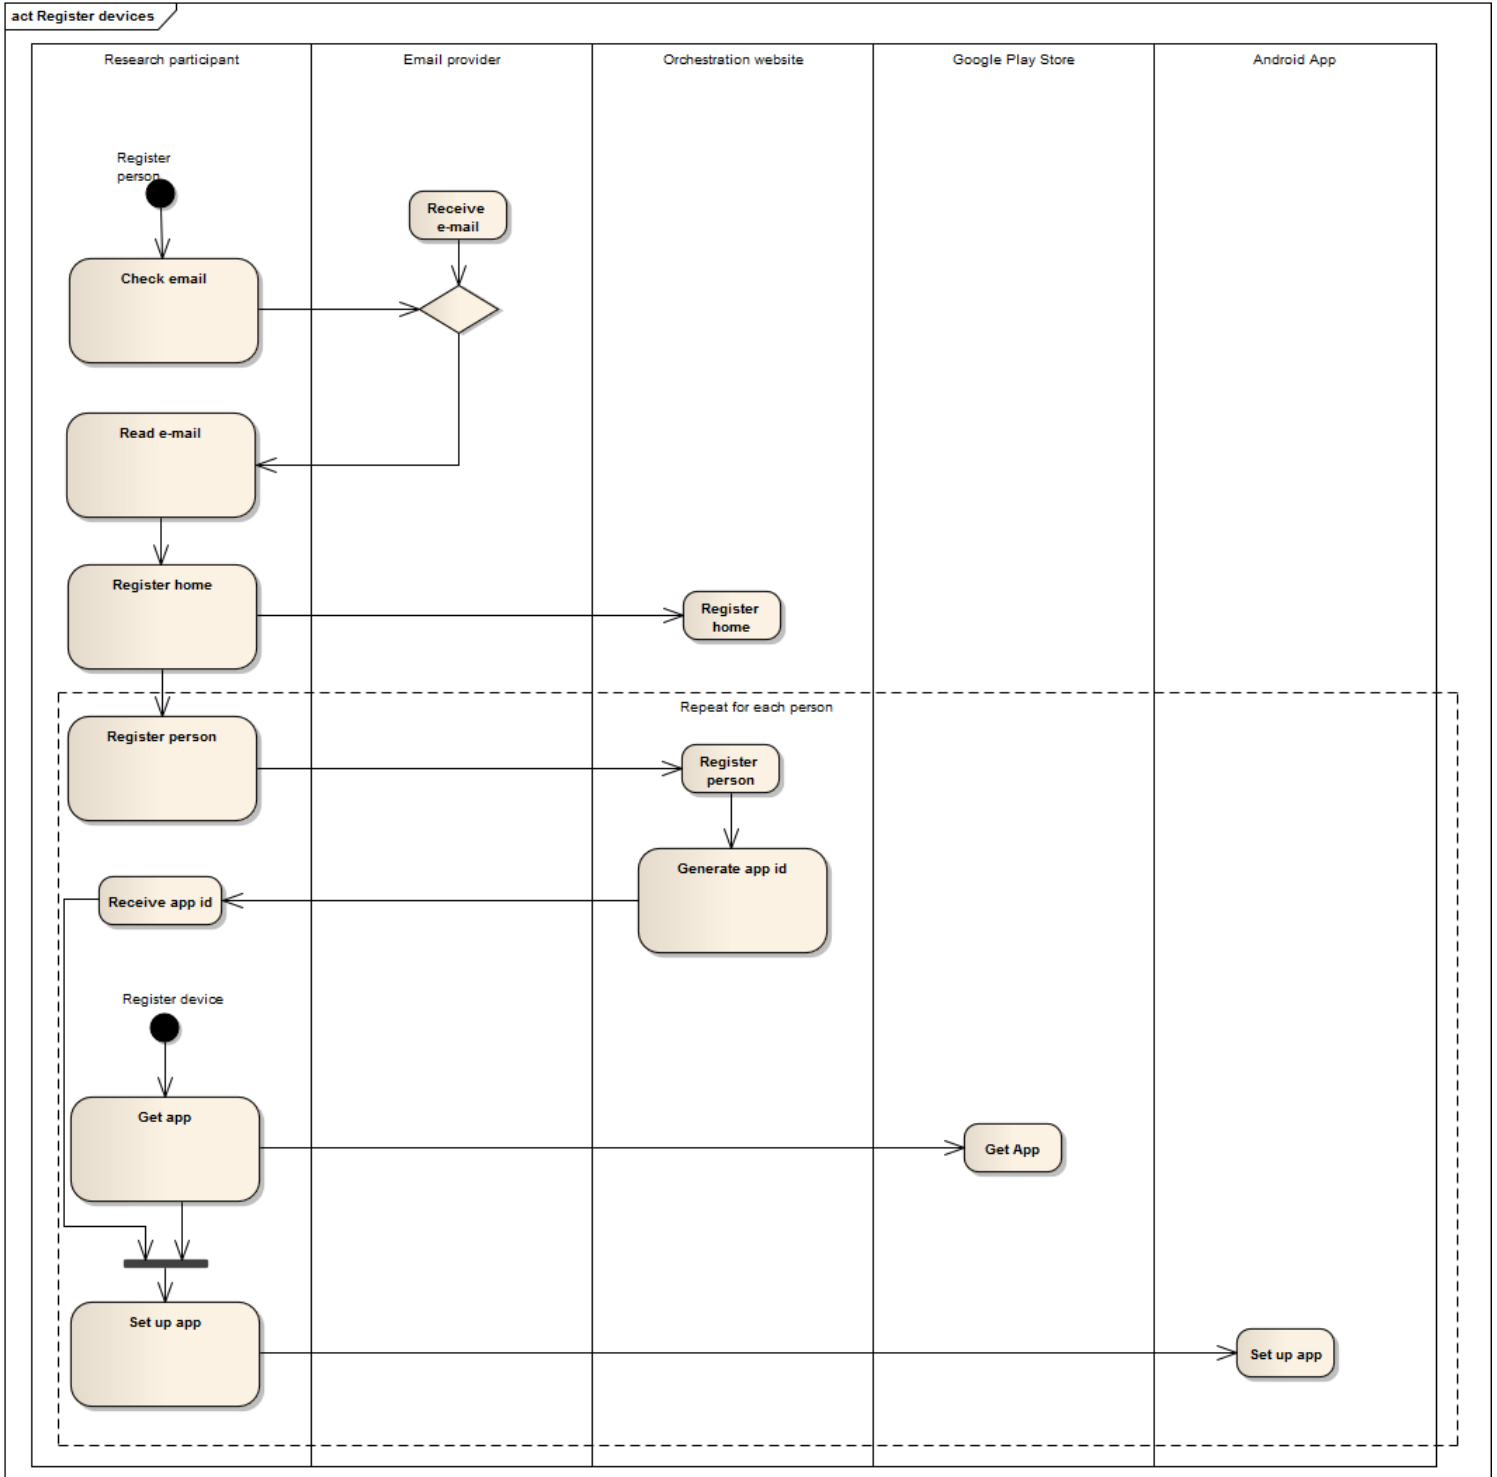 act Register devices
Research participant
Email provider
Orchestration website
Google Play Store
Android App
Register
person
Receive
e-mail
Check email
Read e-mail
Register home
Register
home
Repeat for each person
Register person
Register
person
Generate app id
Receive app id
Register device
Get app
Get App
Set up app
Set up app